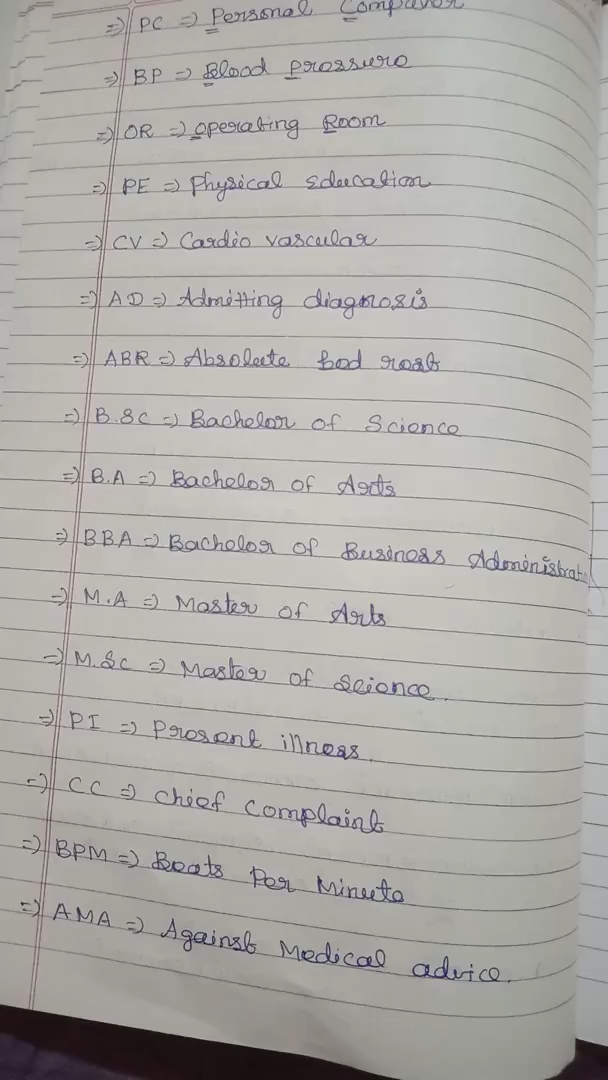 => PC => Personal Computer
=> BP => Blood Pressure
=> OR => Operating Room
=> PE => Physical Education
=> CV => Cardio vascular
=> AD => Admitting diagnosis
=> ABR => Absolute bed rest
=> B.SC => Bachelor of Science
=> B.A => Bachelor of Arts
=> BBA => Bachelor of Business Administrat
=> M.A => Master of Arts
=> M.SC => Master of Science.
=> PI => Present illness.
=> CC => Chief Complaint
=> BPM => Beats Per Minute
=> AMA => Against Medical advice.